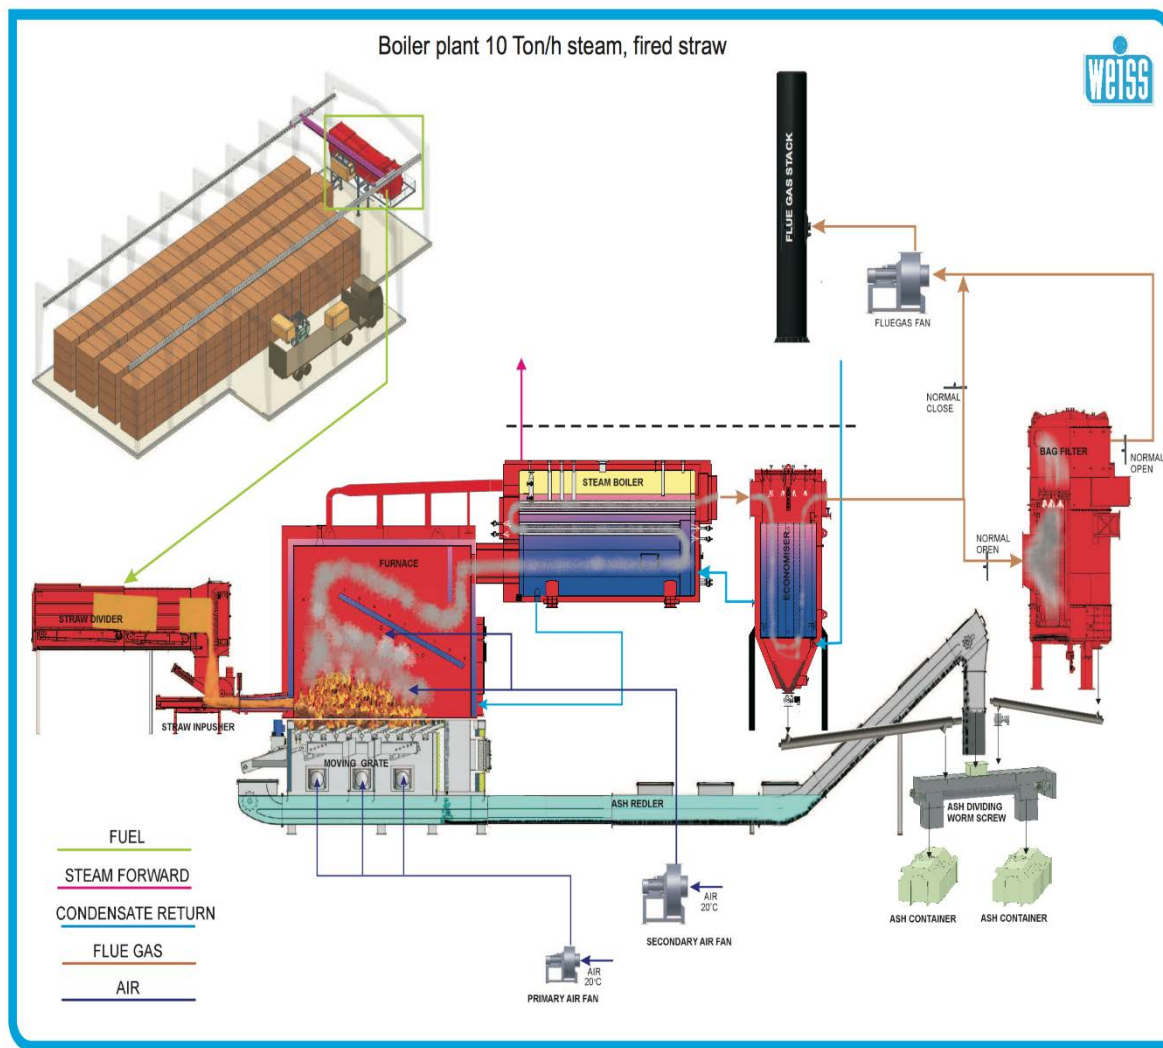 Boiler plant 10 Ton/h steam, fired straw
weiss
FLUE GAS STACK
FLUEGAS FAN
NORMAL
CLOSE
BAG FILTER
NORMAL
OPEN
STEAM BOILER
NORMAL
OPEN
FURNACE
ECONOMISER
STRAW DIVIDER
STRAW INPUSHER
MOVING GRATE
ASH REDLER
ASH DIVIDING
WORM SCREW
FUEL
STEAM FORWARD
CONDENSATE RETURN
FLUE GAS
AIR
AIR
20°C
SECONDARY AIR FAN
AIR
20°C
PRIMARY AIR FAN
ASH CONTAINER
ASH CONTAINER